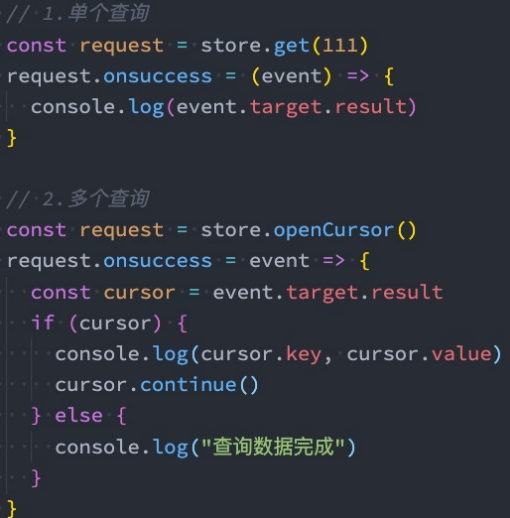 // 1.单个查询
const request = store.get(111)
request.onsuccess = (event) => {
  console.log(event.target.result)
}

// 2.多个查询
const request = store.openCursor()
request.onsuccess = event => {
  const cursor = event.target.result
  if (cursor) {
    console.log(cursor.key, cursor.value)
    cursor.continue()
  } else {
    console.log("查询数据完成")
  }
}